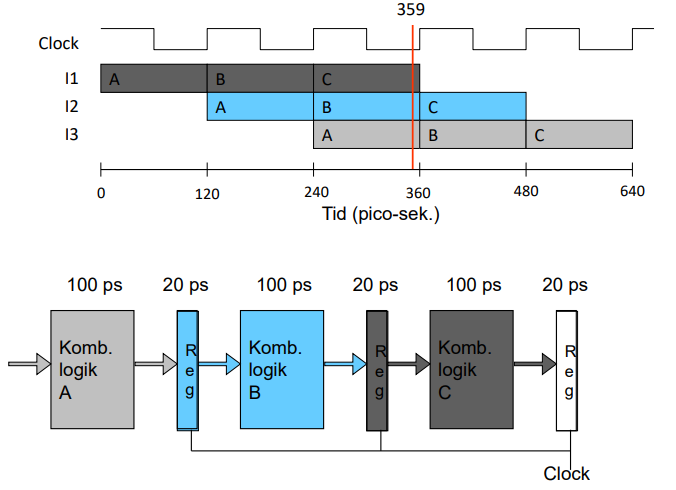 359
Clock
I1 A B C
I2 A B C
I3 A B C
0 120 240 360 480 640
Tid (pico-sek.)
100 ps 20 ps 100 ps 20 ps 100 ps 20 ps
Komb.
logik
A
R
e
g
Komb.
logik
B
R
e
g
Komb.
logik
C
R
e
g
Clock